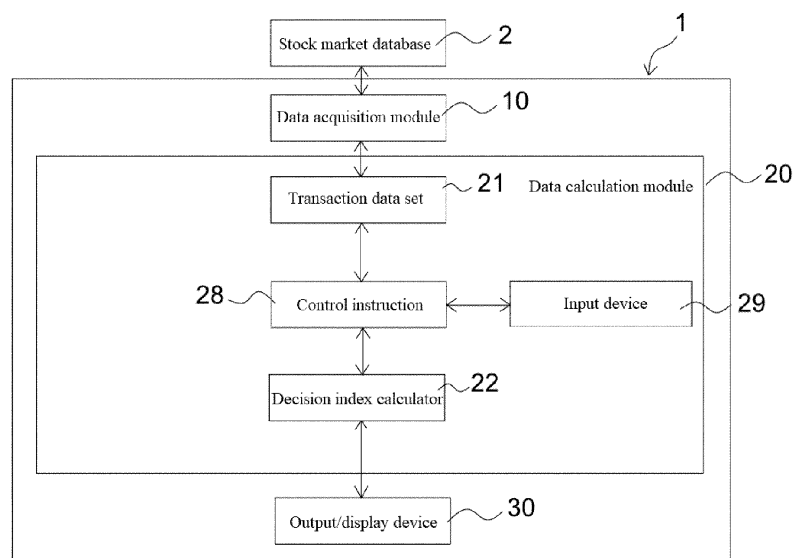 Stock market database
2
1
Data acquisition module
10
Transaction data set
21
Data calculation module
20
28
Control instruction
Input device
29
22
Decision index calculator
Output/display device
30